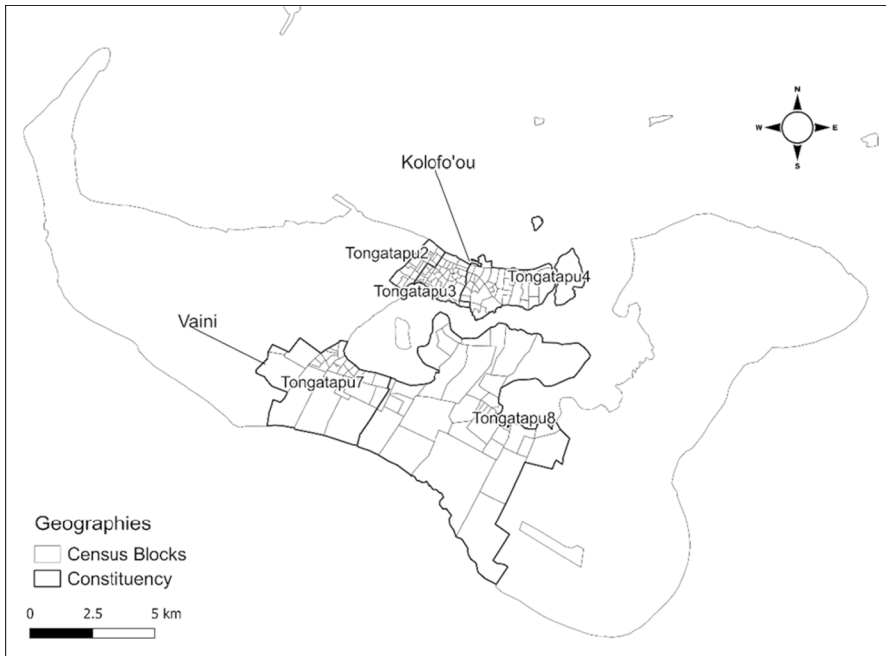 N
W E
S
Kolofo'ou
Tongatapu2
Tongatapu4
Tongatapu3
Vaini
Tongatapu7
Tongatapu8
Geographies
Census Blocks
Constituency
0 2.5 5 km